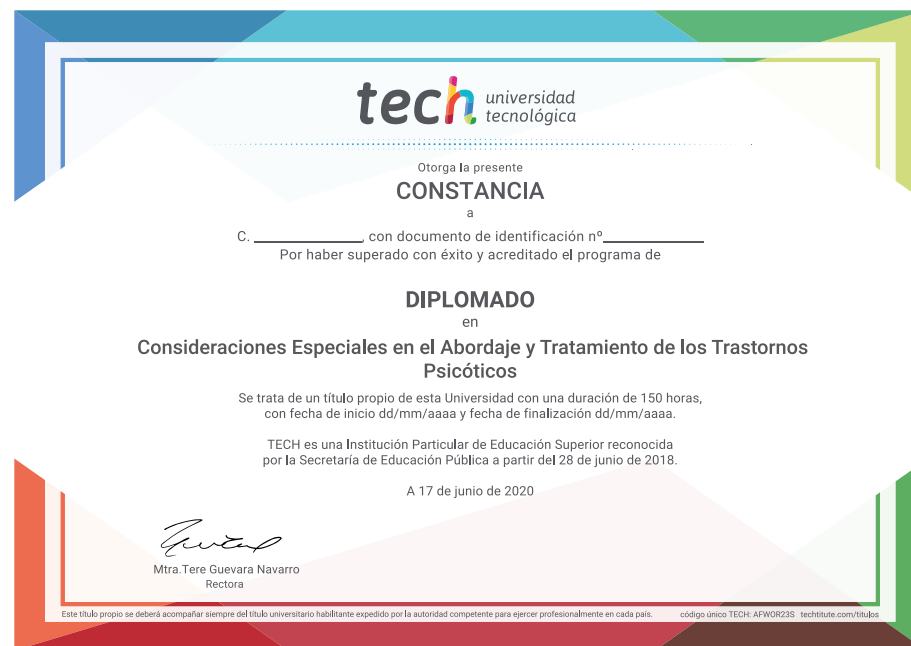 tech universidad
tecnológica
Otorga la presente
CONSTANCIA
a
C. ______________, con documento de identificación nº_____________
Por haber superado con éxito y acreditado el programa de
DIPLOMADO
en
Consideraciones Especiales en el Abordaje y Tratamiento de los Trastornos
Psicóticos
Se trata de un título propio de esta Universidad con una duración de 150 horas,
con fecha de inicio dd/mm/aaaa y fecha de finalización dd/mm/aaaa.
TECH es una Institución Particular de Educación Superior reconocida
por la Secretaría de Educación Pública a partir del 28 de junio de 2018.
A 17 de junio de 2020
Mtra.Tere Guevara Navarro
Rectora
Este título propio se deberá acompañar siempre del título universitario habilitante expedido por la autoridad competente para ejercer profesionalmente en cada país. código único TECH: AFWOR23S techtitute.com/titulos